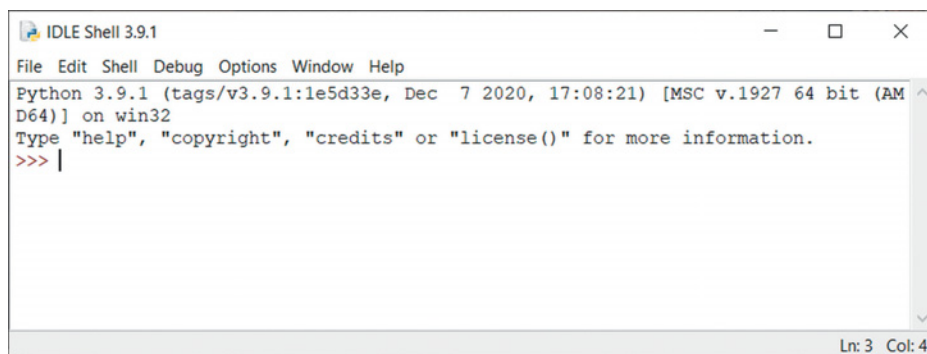 IDLE Shell 3.9.1
File Edit Shell Debug Options Window Help
Python 3.9.1 (tags/v3.9.1:1e5d33e, Dec  7 2020, 17:08:21) [MSC v.1927 64 bit (AM
D64)] on win32
Type "help", "copyright", "credits" or "license()" for more information.
>>>
Ln: 3 Col: 4